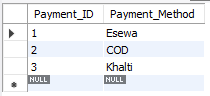 Payment_ID Payment_Method
1 Esewa
2 COD
3 Khalti
NULL NULL